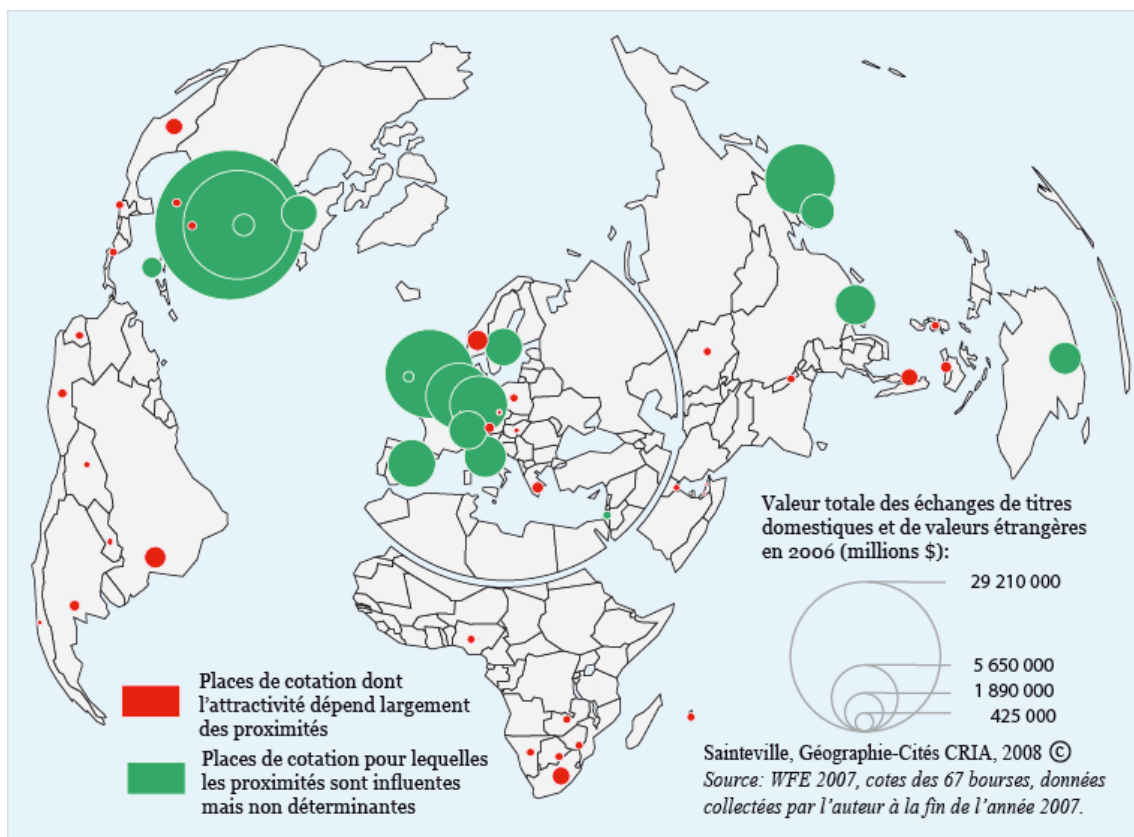 Valeur totale des échanges de titres
domestiques et de valeurs étrangères
en 2006 (millions $):
29 210 000
5 650 000
1 890 000
425 000
Places de cotation dont
l'attractivité dépend largement
des proximités
Places de cotation pour lequelles
les proximités sont influentes
mais non déterminantes
Sainteville, Géographie-Cités CRIA, 2008 ©
Source: WFE 2007, cotes des 67 bourses, données
collectées par l'auteur à la fin de l'année 2007.